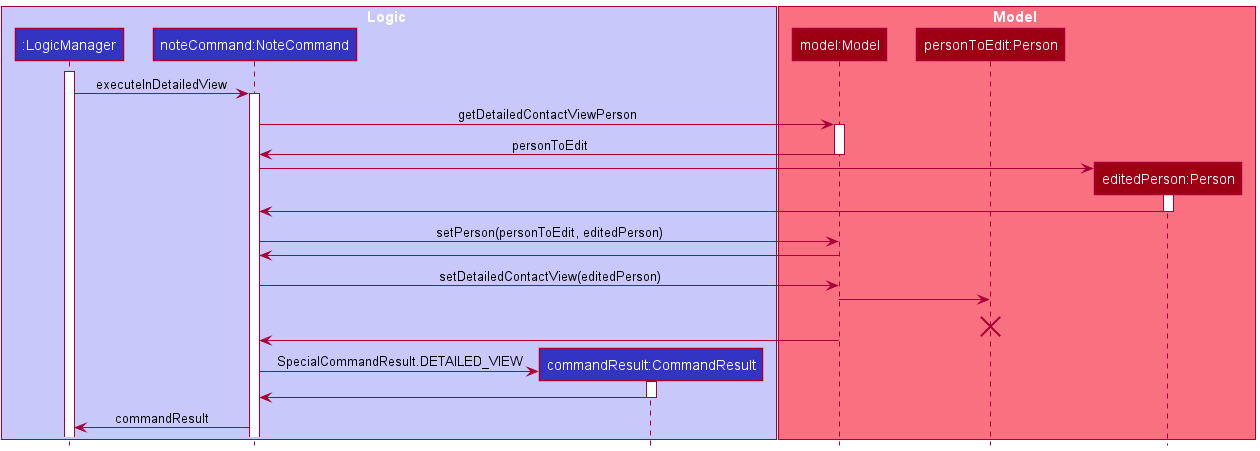 Logic
Model
:LogicManager
noteCommand:NoteCommand
model:Model
personToEdit:Person
executeInDetailedView
getDetailedContactViewPerson
personToEdit
editedPerson:Person
setPerson(personToEdit, editedPerson)
setDetailedContactView(editedPerson)
SpecialCommandResult.DETAILED_VIEW
commandResult:CommandResult
commandResult